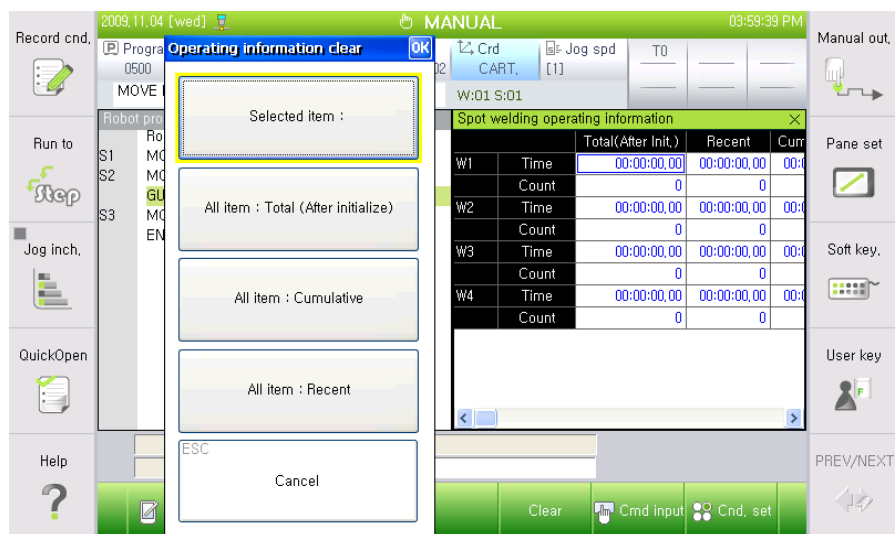 2009,11,04 [wed]
MANUAL
03:59:39 PM
Record cnd,
Run to
Step
Jog inch,
QuickOpen
Help
P Progra
0500
MOVE
02
Crd
CART,
Jog spd
[1]
T0
W:01 S:01
Robot pro
Ro
S1 MO
S2 MO
GU
S3 MO
EN
Operating information clear OK
Selected item :
All item : Total (After initialize)
All item : Cumulative
All item : Recent
ESC
Cancel
Spot welding operating information
Total(After Init,) Recent Cum
W1 Time 00:00:00,00 00:00:00,00 00:0
Count 0 0
W2 Time 00:00:00,00 00:00:00,00 00:0
Count 0 0
W3 Time 00:00:00,00 00:00:00,00 00:0
Count 0 0
W4 Time 00:00:00,00 00:00:00,00 00:0
Count 0 0
Clear
Cmd input
Cnd, set
Manual out,
Pane set
Soft key,
User key
F
PREV/NEXT